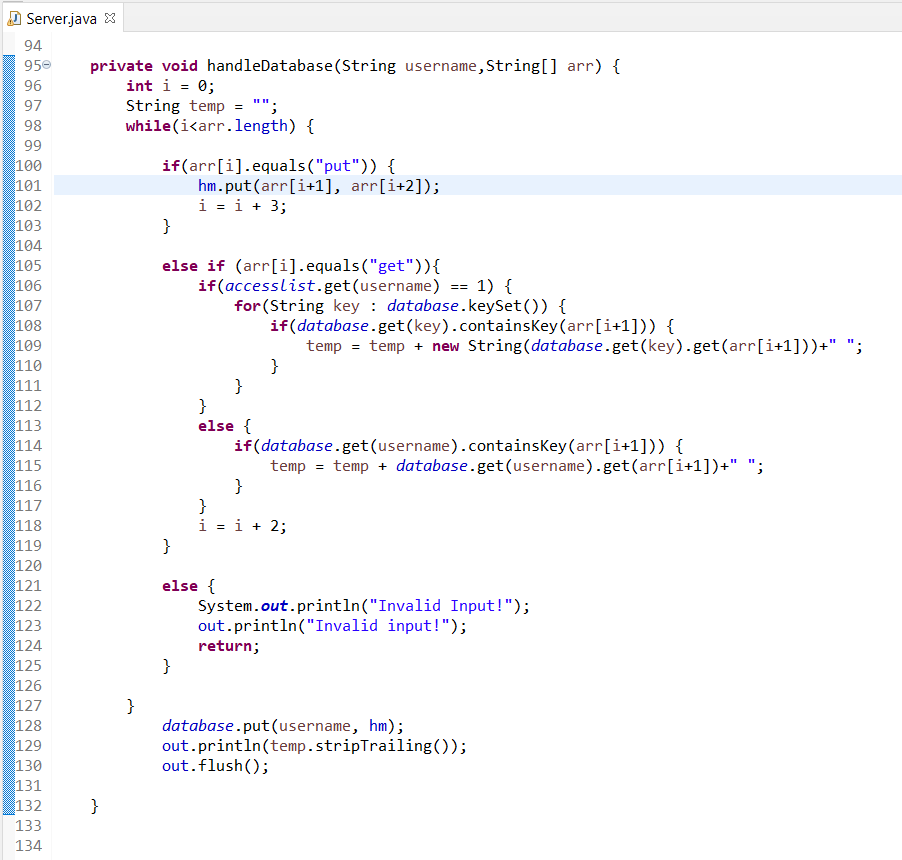 Server.java
94
95 private void handleDatabase(String username,String[] arr) {
96 int i = 0;
97 String temp = "";
98 while(i<arr.length) {
99
100 if(arr[i].equals("put")) {
101 hm.put(arr[i+1], arr[i+2]);
102 i = i + 3;
103 }
104
105 else if (arr[i].equals("get")){
106 if(accesslist.get(username) == 1) {
107 for(String key : database.keySet()) {
108 if(database.get(key).containsKey(arr[i+1])) {
109 temp = temp + new String(database.get(key).get(arr[i+1]))+" ";
110 }
111 }
112 }
113 else {
114 if(database.get(username).containsKey(arr[i+1])) {
115 temp = temp + database.get(username).get(arr[i+1])+" ";
116 }
117 }
118 i = i + 2;
119 }
120
121 else {
122 System.out.println("Invalid Input!");
123 out.println("Invalid input!");
124 return;
125 }
126
127 }
128 database.put(username, hm);
129 out.println(temp.stripTrailing());
130 out.flush();
131
132 }
133
134